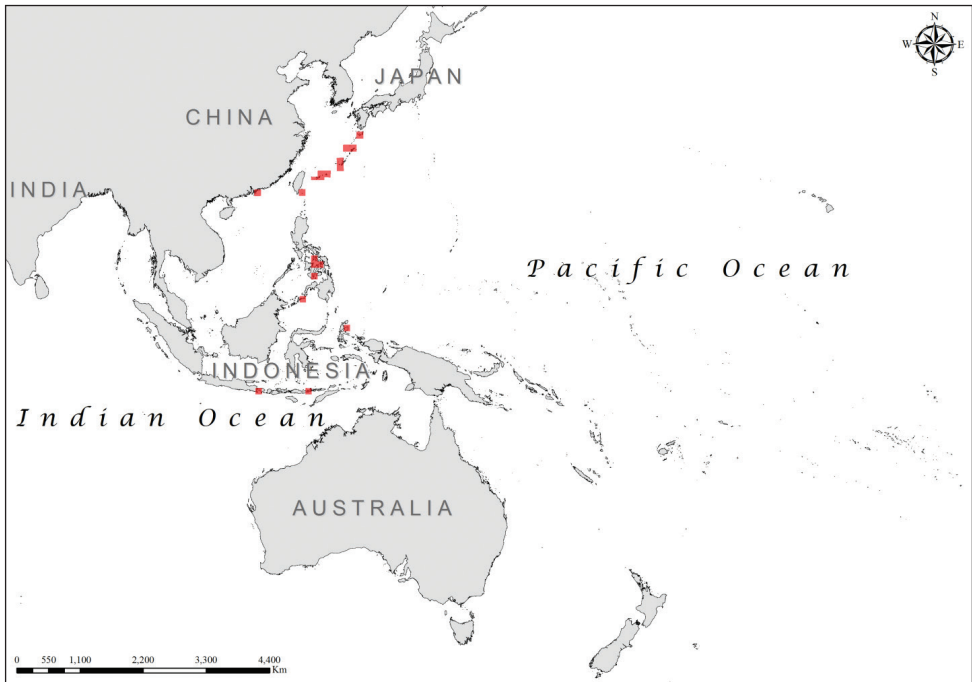 N
W E
S
JAPAN
CHINA
INDIA
Pacific Ocean
INDONESIA
Indian Ocean
AUSTRALIA
0 550 1,100 2,200 3,300 4,400
Km